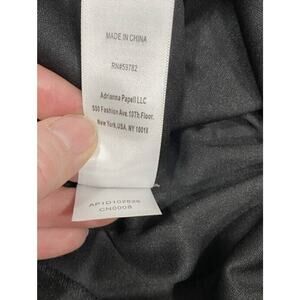 MADE IN CHINA
RN#59782
Adrianna Papell LLC
500 Fashion Ave.10Th Floor.
New York,USA, NY 10018
AP1D102826
CN0008